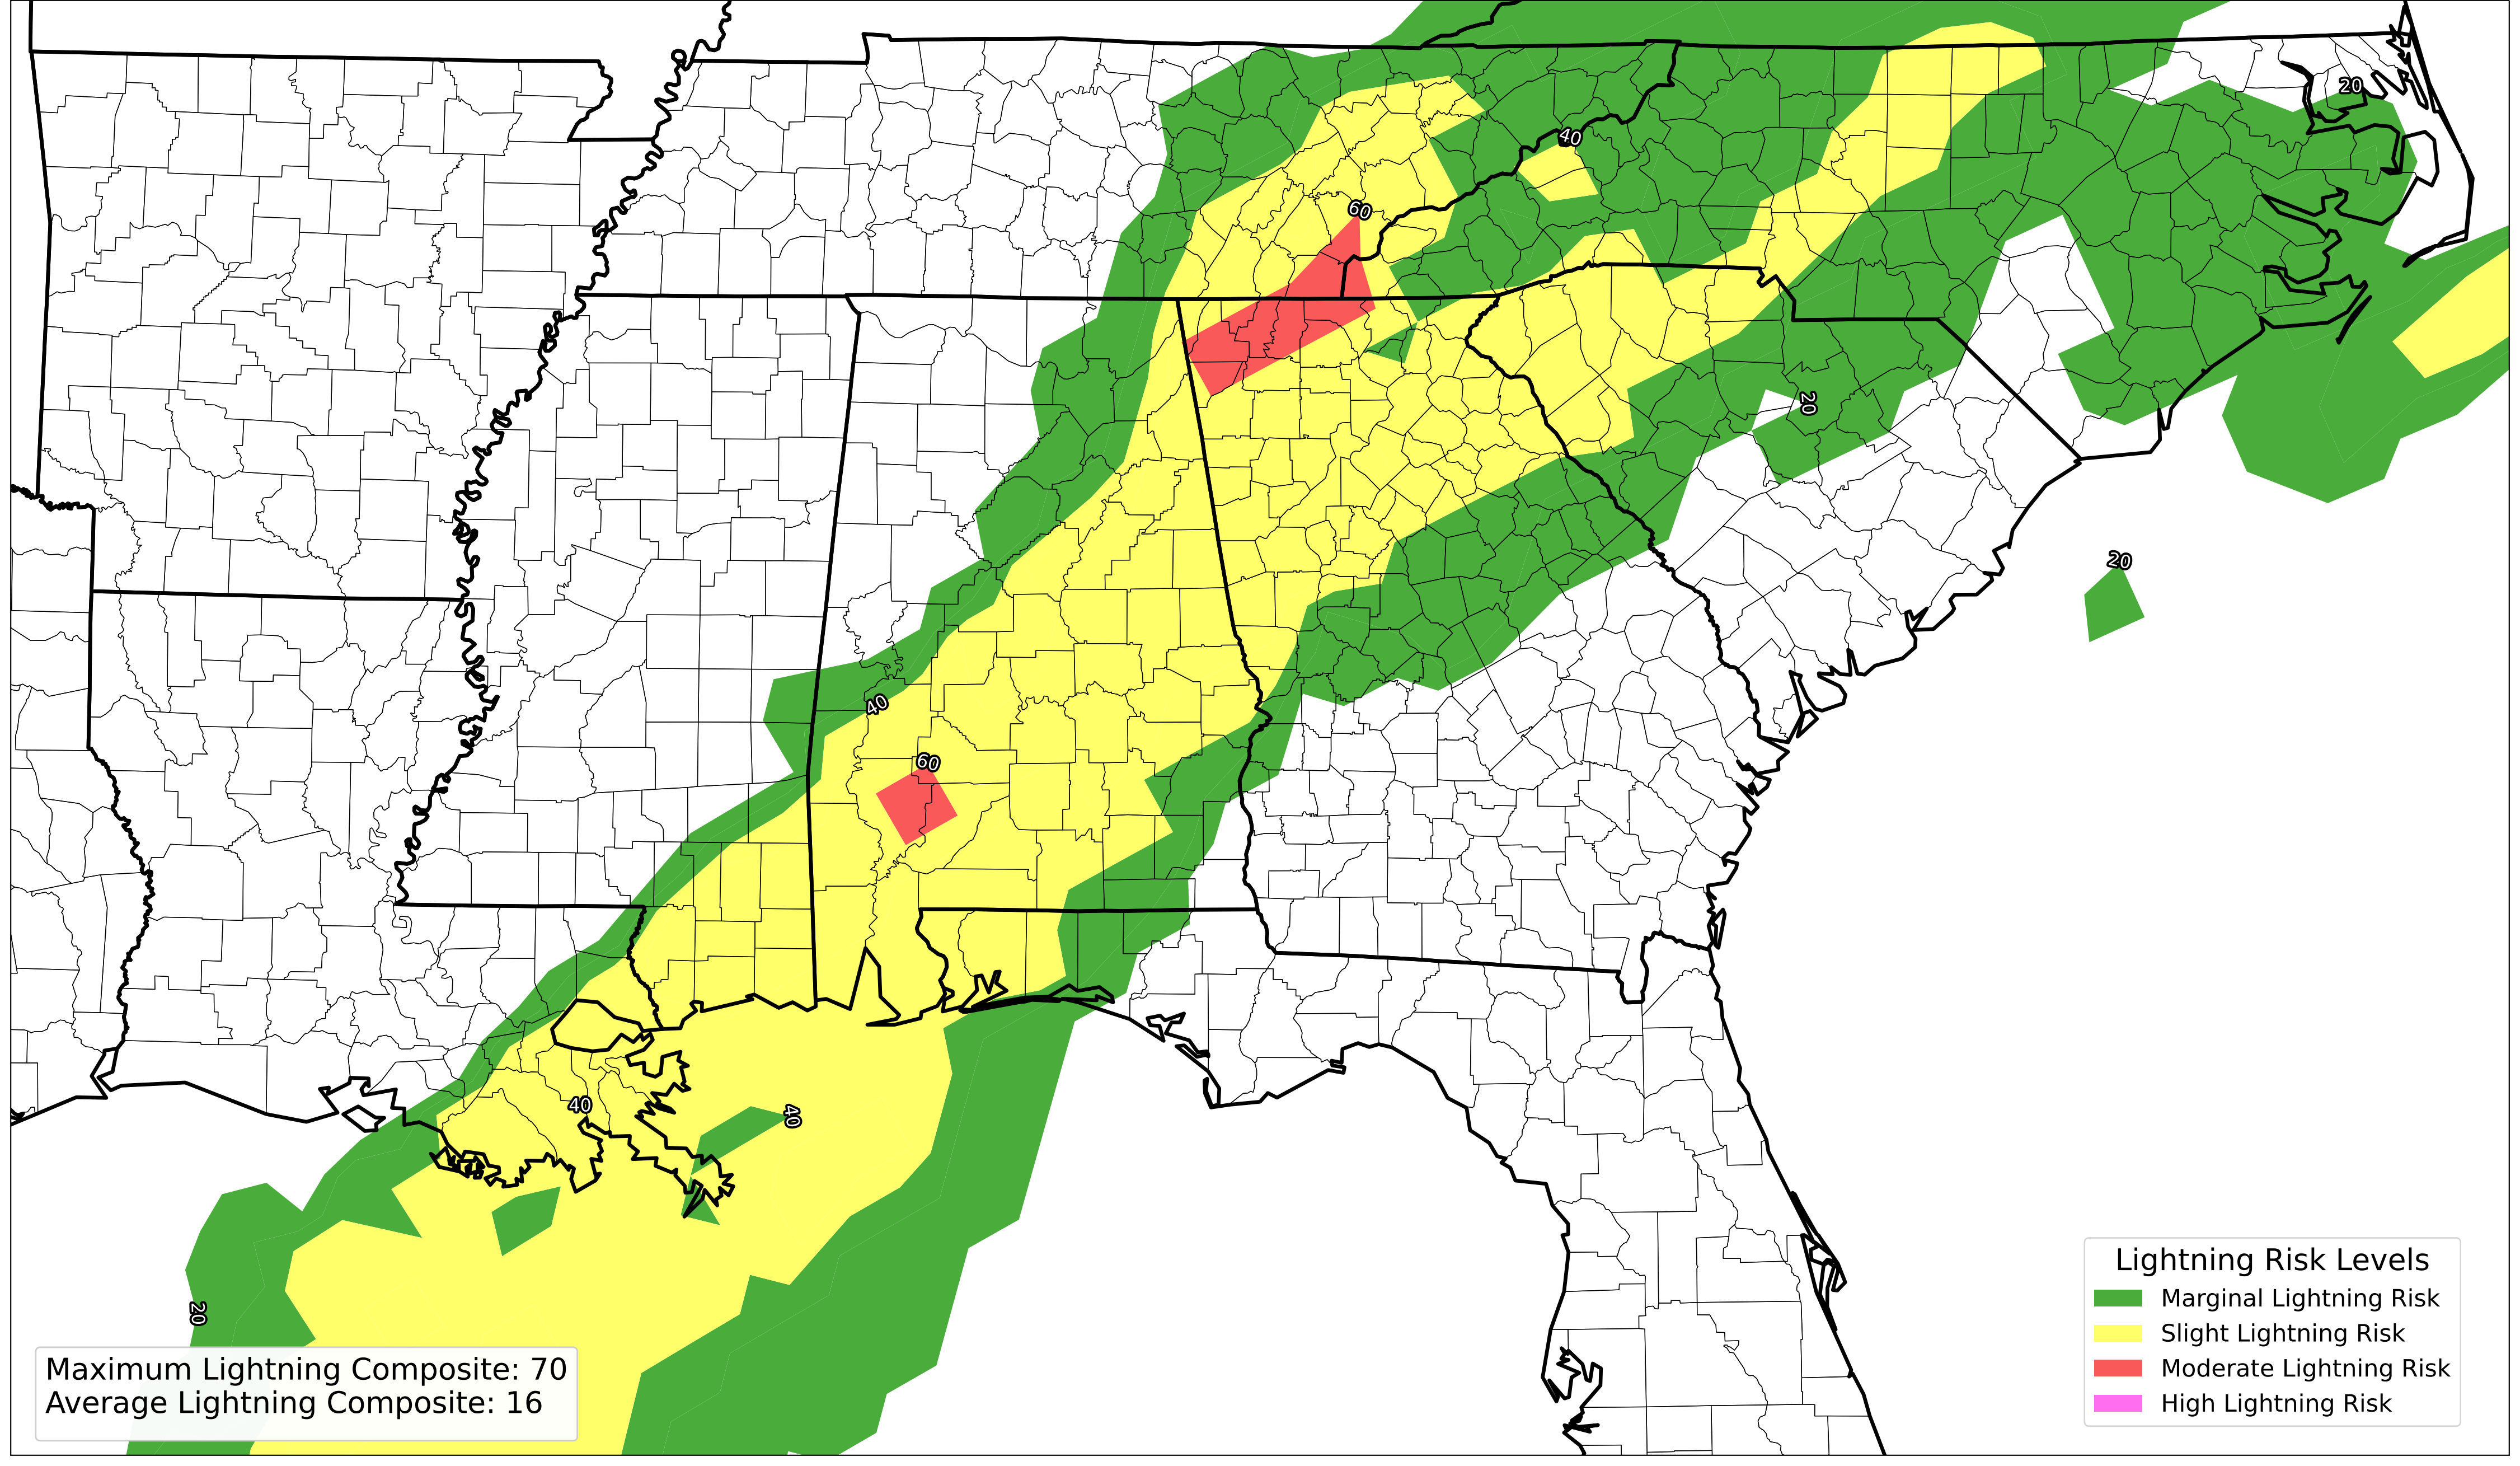 20
40
60
20
20
40
60
40
40
20
Lightning Risk Levels
Marginal Lightning Risk
Slight Lightning Risk
Moderate Lightning Risk
High Lightning Risk
Maximum Lightning Composite: 70
Average Lightning Composite: 16